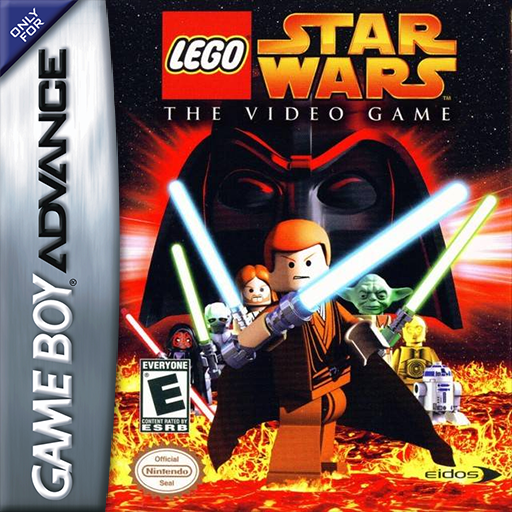 ONLY
FOR
GAME BOY ADVANCE
LEGO
STAR
WARS
THE VIDEO GAME
EVERYONE
E
CONTENT RATED BY
ESRB
Official
Nintendo
Seal
eidos